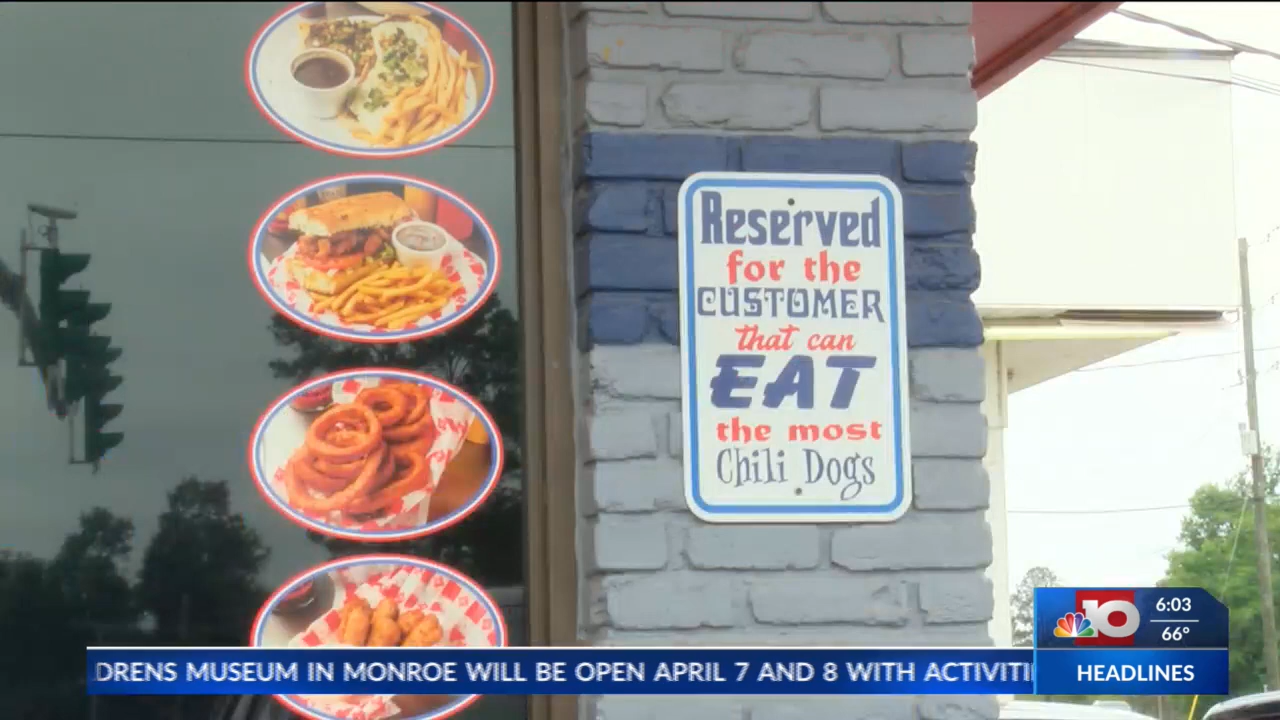 Reserved
for the
CUSTOMER
that can
EAT
the most
Chili Dogs
10
6:03
66°
DRENS MUSEUM IN MONROE WILL BE OPEN APRIL 7 AND 8 WITH ACTIVITI
HEADLINES